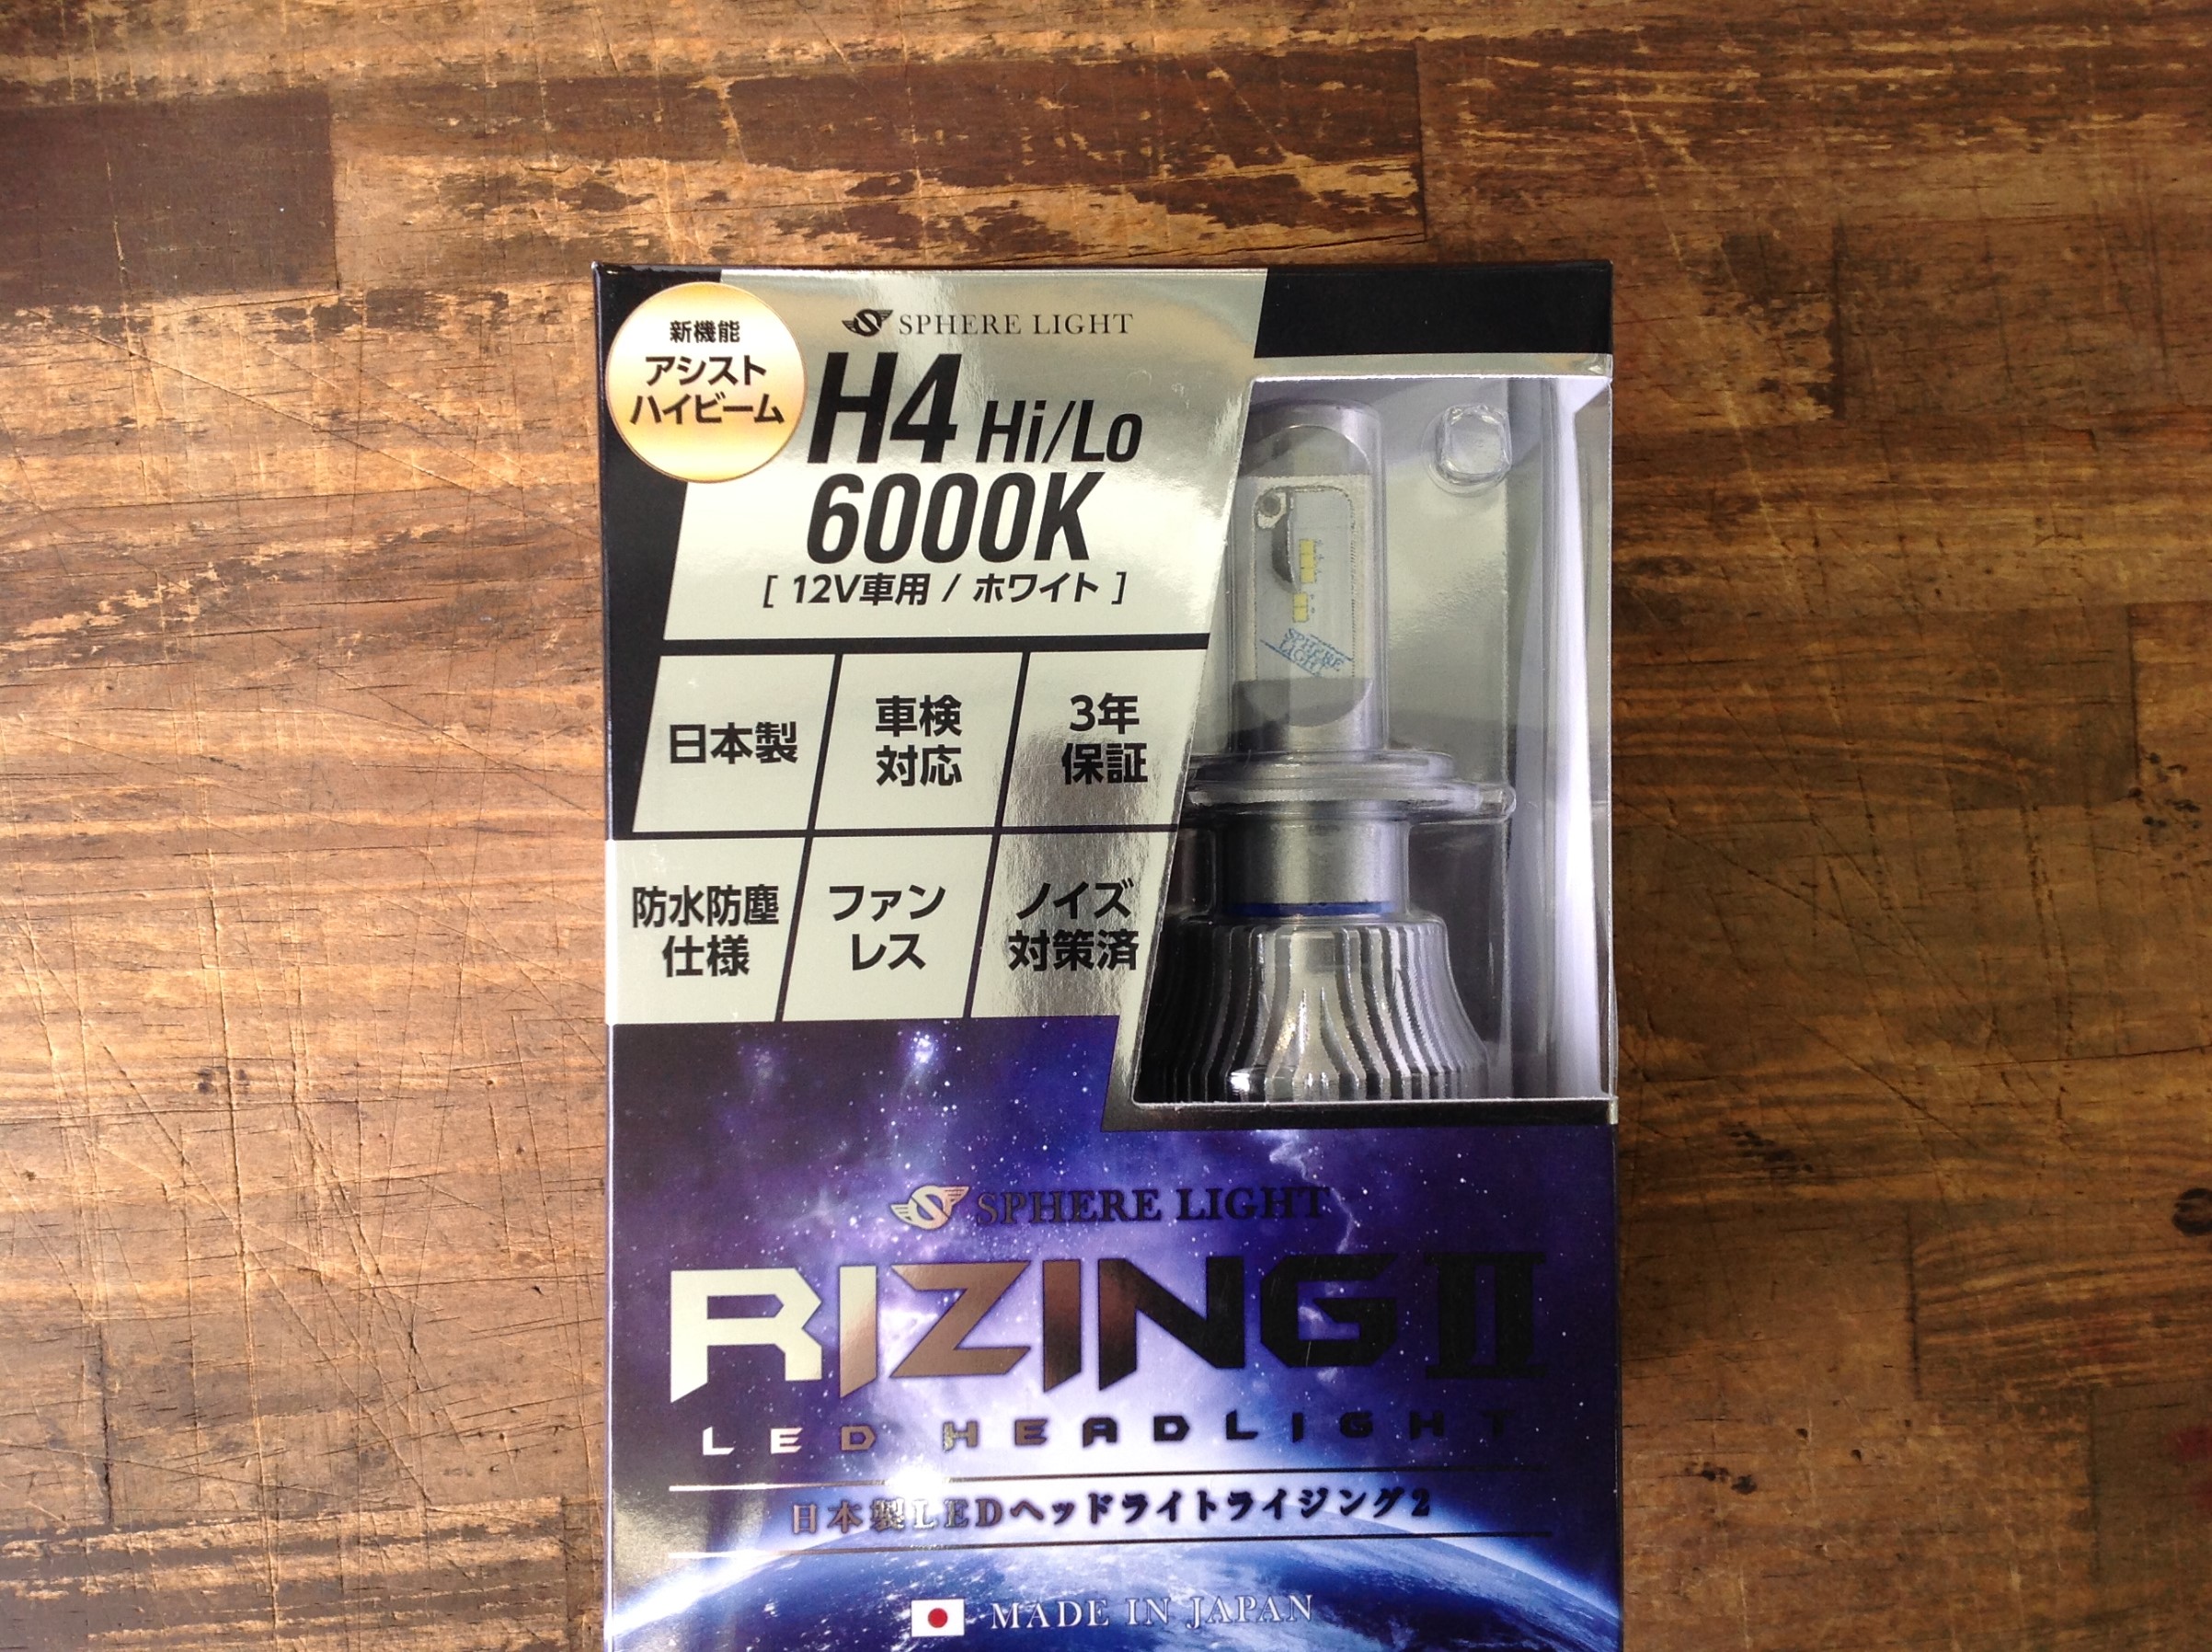 新機能
アシスト
ハイビーム
SPHERE LIGHT
H4 Hi/Lo
6000K
[ 12V車用 / ホワイト ]
日本製
車検
対応
3年
保証
防水防塵
仕様
ファン
レス
ノイズ
対策済
SPHERE
LIGHT
SPHERE LIGHT
RIZING II
LED HEADLIGHT
日本製LEDヘッドライトライジング2
MADE IN JAPAN